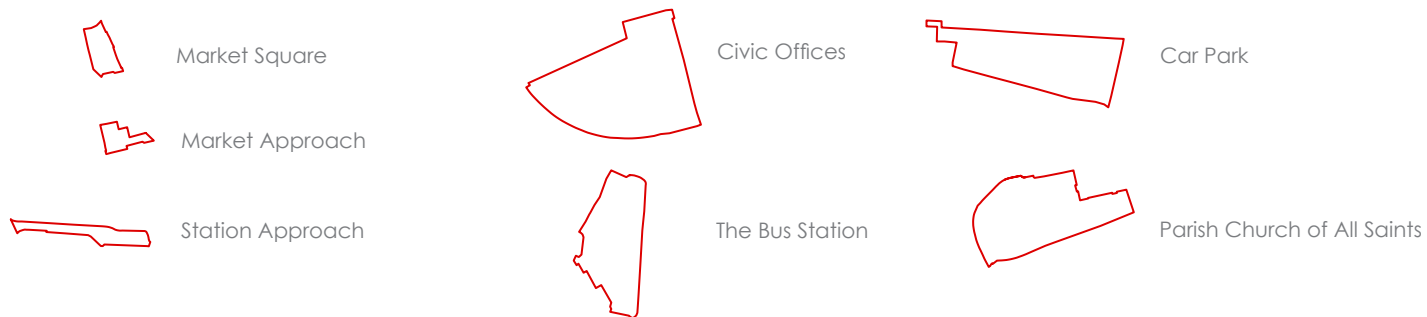 Market Square
Market Approach
Station Approach
Civic Offices
The Bus Station
Car Park
Parish Church of All Saints